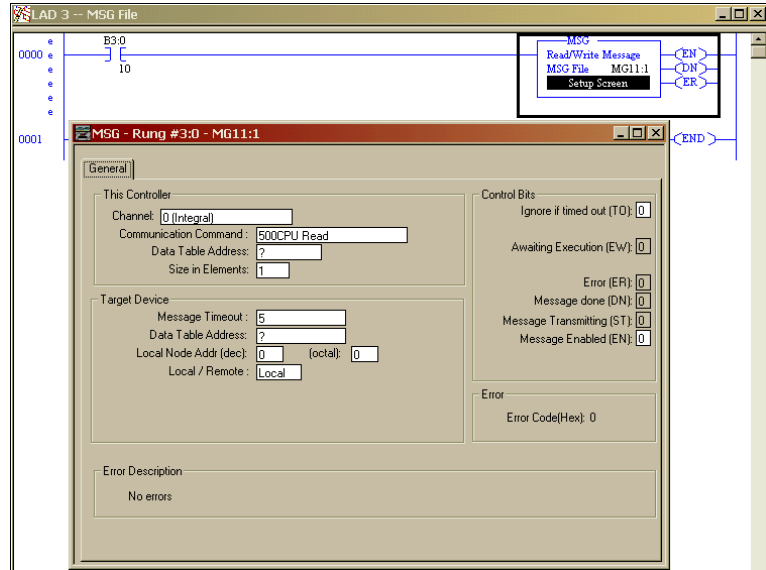 LAD 3 -- MSG File
e
0000 e
e
e
e
e
B3:0
10
MSG
Read/Write Message
MSG File MG11:1
Setup Screen
EN
DN
ER
0001
END
MSG - Rung #3:0 - MG11:1
General
This Controller
Channel: 0 (Integral)
Communication Command : 500CPU Read
Data Table Address: ?
Size in Elements: 1
Target Device
Message Timeout : 5
Data Table Address: ?
Local Node Addr (dec): 0 (octal): 0
Local / Remote : Local
Control Bits
Ignore if timed out (TO): 0
Awaiting Execution (EW): 0
Error (ER): 0
Message done (DN): 0
Message Transmitting (ST): 0
Message Enabled (EN): 0
Error
Error Code(Hex): 0
Error Description
No errors